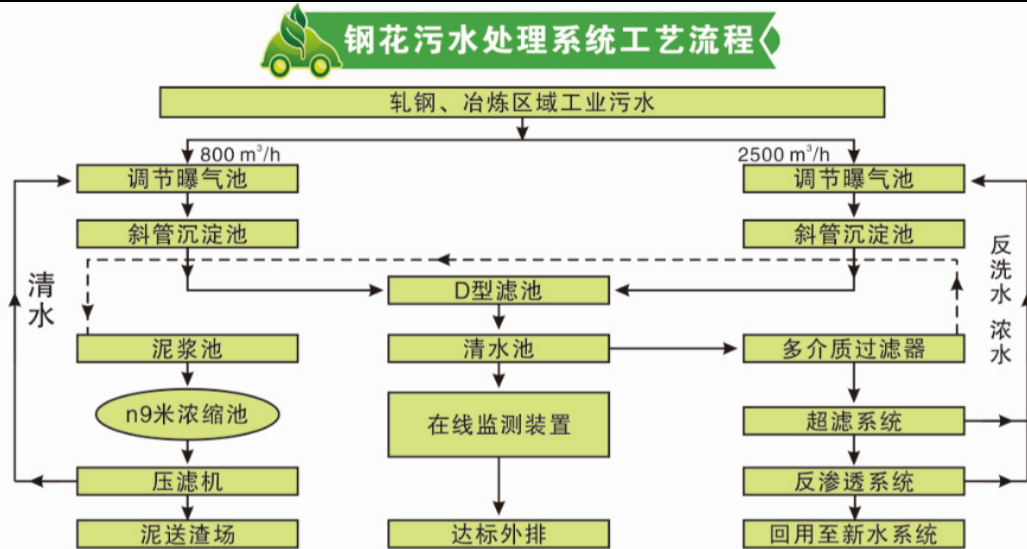 钢花污水处理系统工艺流程
轧钢、冶炼区域工业污水
800 m³/h
2500 m³/h
调节曝气池
调节曝气池
斜管沉淀池
斜管沉淀池
清水
反洗水 浓水
D型滤池
泥浆池
清水池
多介质过滤器
n9米浓缩池
在线监测装置
超滤系统
压滤机
反渗透系统
泥送渣场
达标外排
回用至新水系统